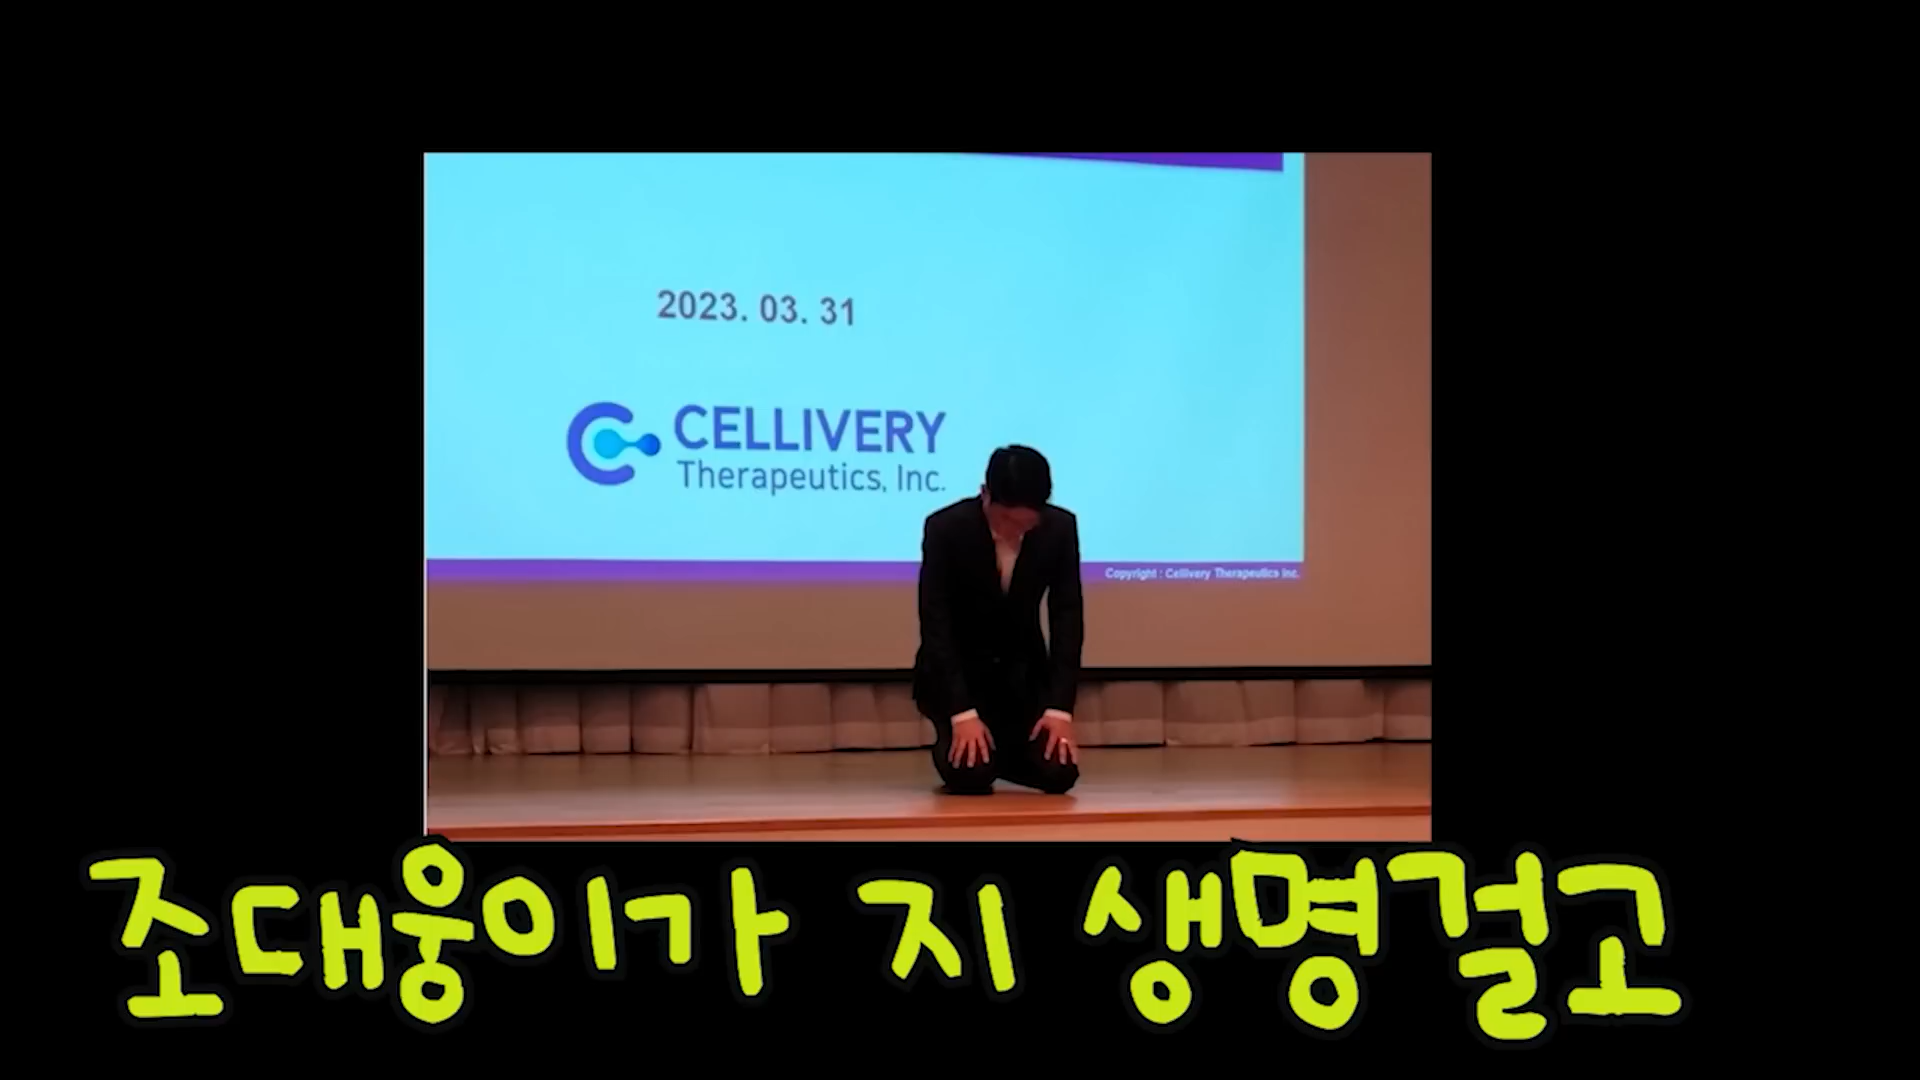 2023. 03. 31
CELLIVERY
Therapeutics, Inc.
Copyright : Cellivery Therapeutics Inc.
조대웅이가 지 생명걸고